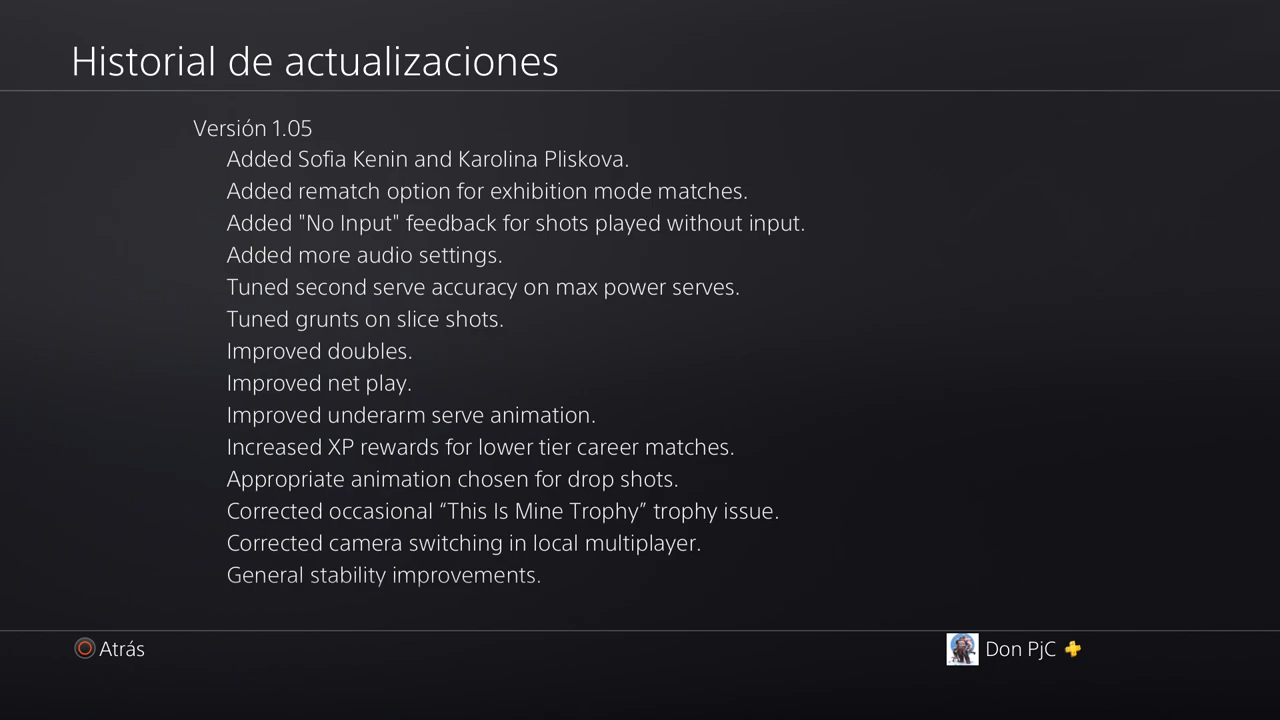 Historial de actualizaciones
Versión 1.05
Added Sofia Kenin and Karolina Pliskova.
Added rematch option for exhibition mode matches.
Added "No Input" feedback for shots played without input.
Added more audio settings.
Tuned second serve accuracy on max power serves.
Tuned grunts on slice shots.
Improved doubles.
Improved net play.
Improved underarm serve animation.
Increased XP rewards for lower tier career matches.
Appropriate animation chosen for drop shots.
Corrected occasional “This Is Mine Trophy” trophy issue.
Corrected camera switching in local multiplayer.
General stability improvements.
Atrás
Don PjC